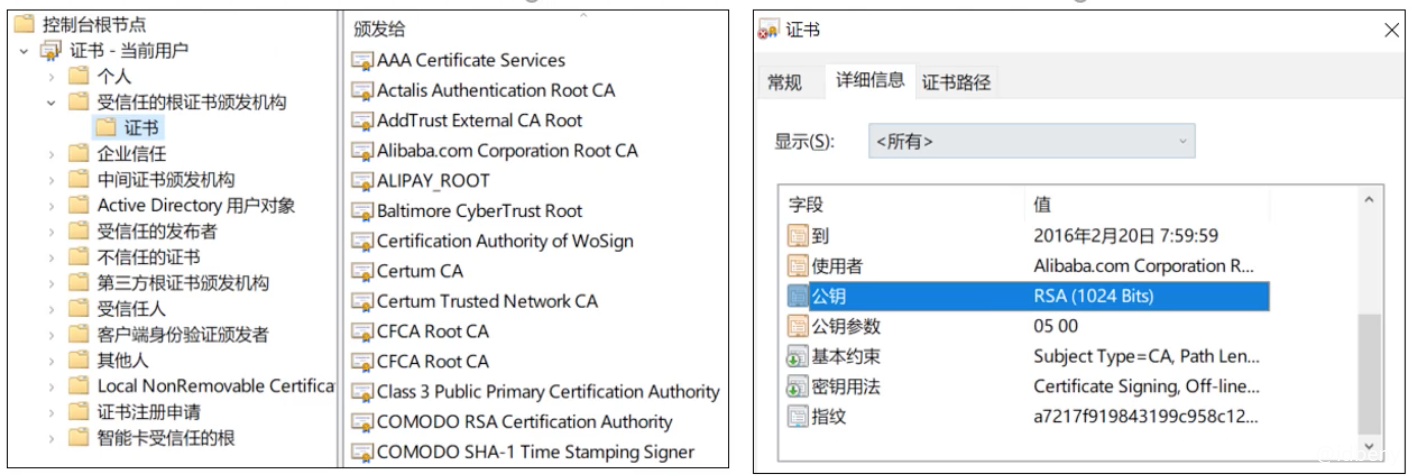 控制台根节点
证书 - 当前用户
个人
受信任的根证书颁发机构
证书
企业信任
中间证书颁发机构
Active Directory 用户对象
受信任的发布者
不信任的证书
第三方根证书颁发机构
受信任人
客户端身份验证颁发者
其他人
Local NonRemovable Certifica
证书注册申请
智能卡受信任的根
颁发给
AAA Certificate Services
Actalis Authentication Root CA
AddTrust External CA Root
Alibaba.com Corporation Root CA
ALIPAY_ROOT
Baltimore CyberTrust Root
Certification Authority of WoSign
Certum CA
Certum Trusted Network CA
CFCA Root CA
CFCA Root CA
Class 3 Public Primary Certification Authority
COMODO RSA Certification Authority
COMODO SHA-1 Time Stamping Signer
证书
常规 详细信息 证书路径
显示(S): <所有>
字段 值
到 2016年2月20日 7:59:59
使用者 Alibaba.com Corporation R...
公钥 RSA (1024 Bits)
公钥参数 05 00
基本约束 Subject Type=CA, Path Len...
密钥用法 Certificate Signing, Off-line...
指纹 a7217f919843199c958c12...